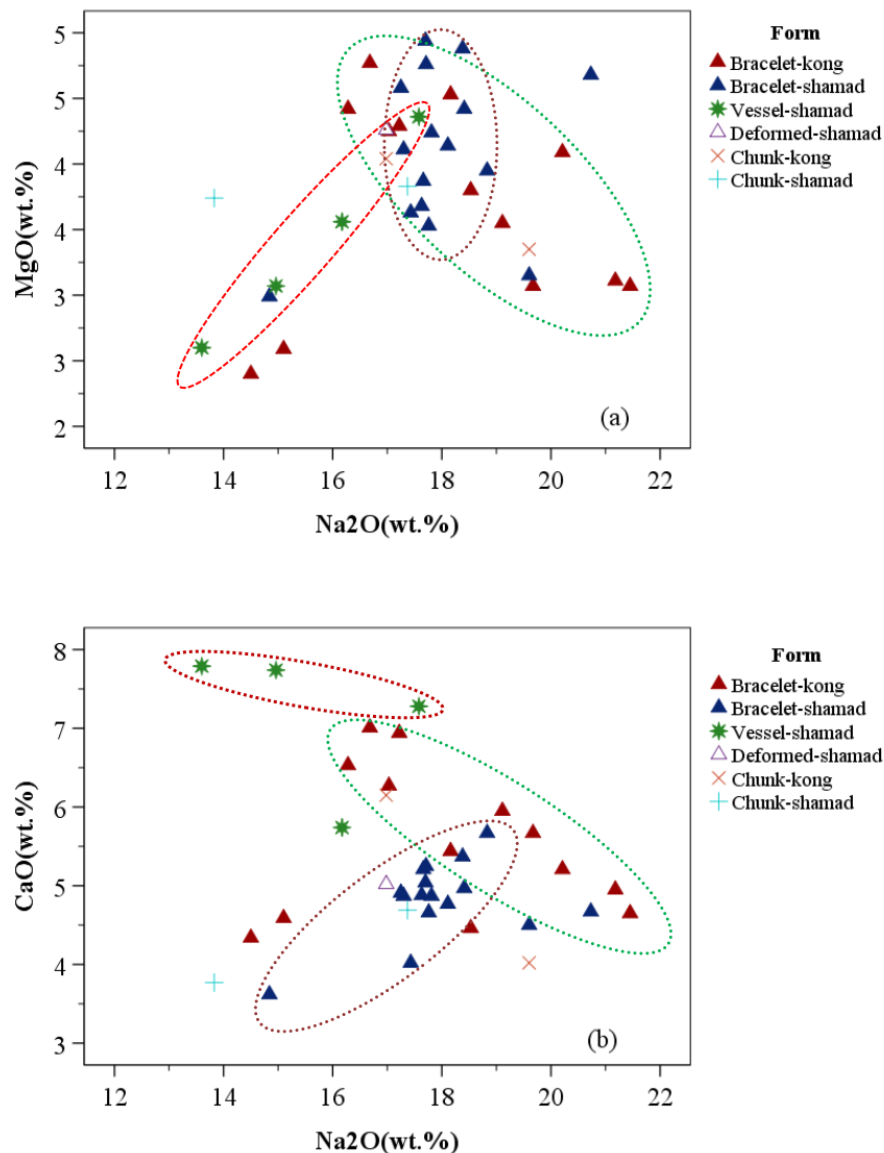 Form
Bracelet-kong
Bracelet-shamad
Vessel-shamad
Deformed-shamad
Chunk-kong
Chunk-shamad
5
5
4
4
3
3
2
MgO(wt.%)
(a)
12 14 16 18 20 22
Na2O(wt.%)
Form
Bracelet-kong
Bracelet-shamad
Vessel-shamad
Deformed-shamad
Chunk-kong
Chunk-shamad
8
7
6
5
4
3
CaO(wt.%)
(b)
12 14 16 18 20 22
Na2O(wt.%)